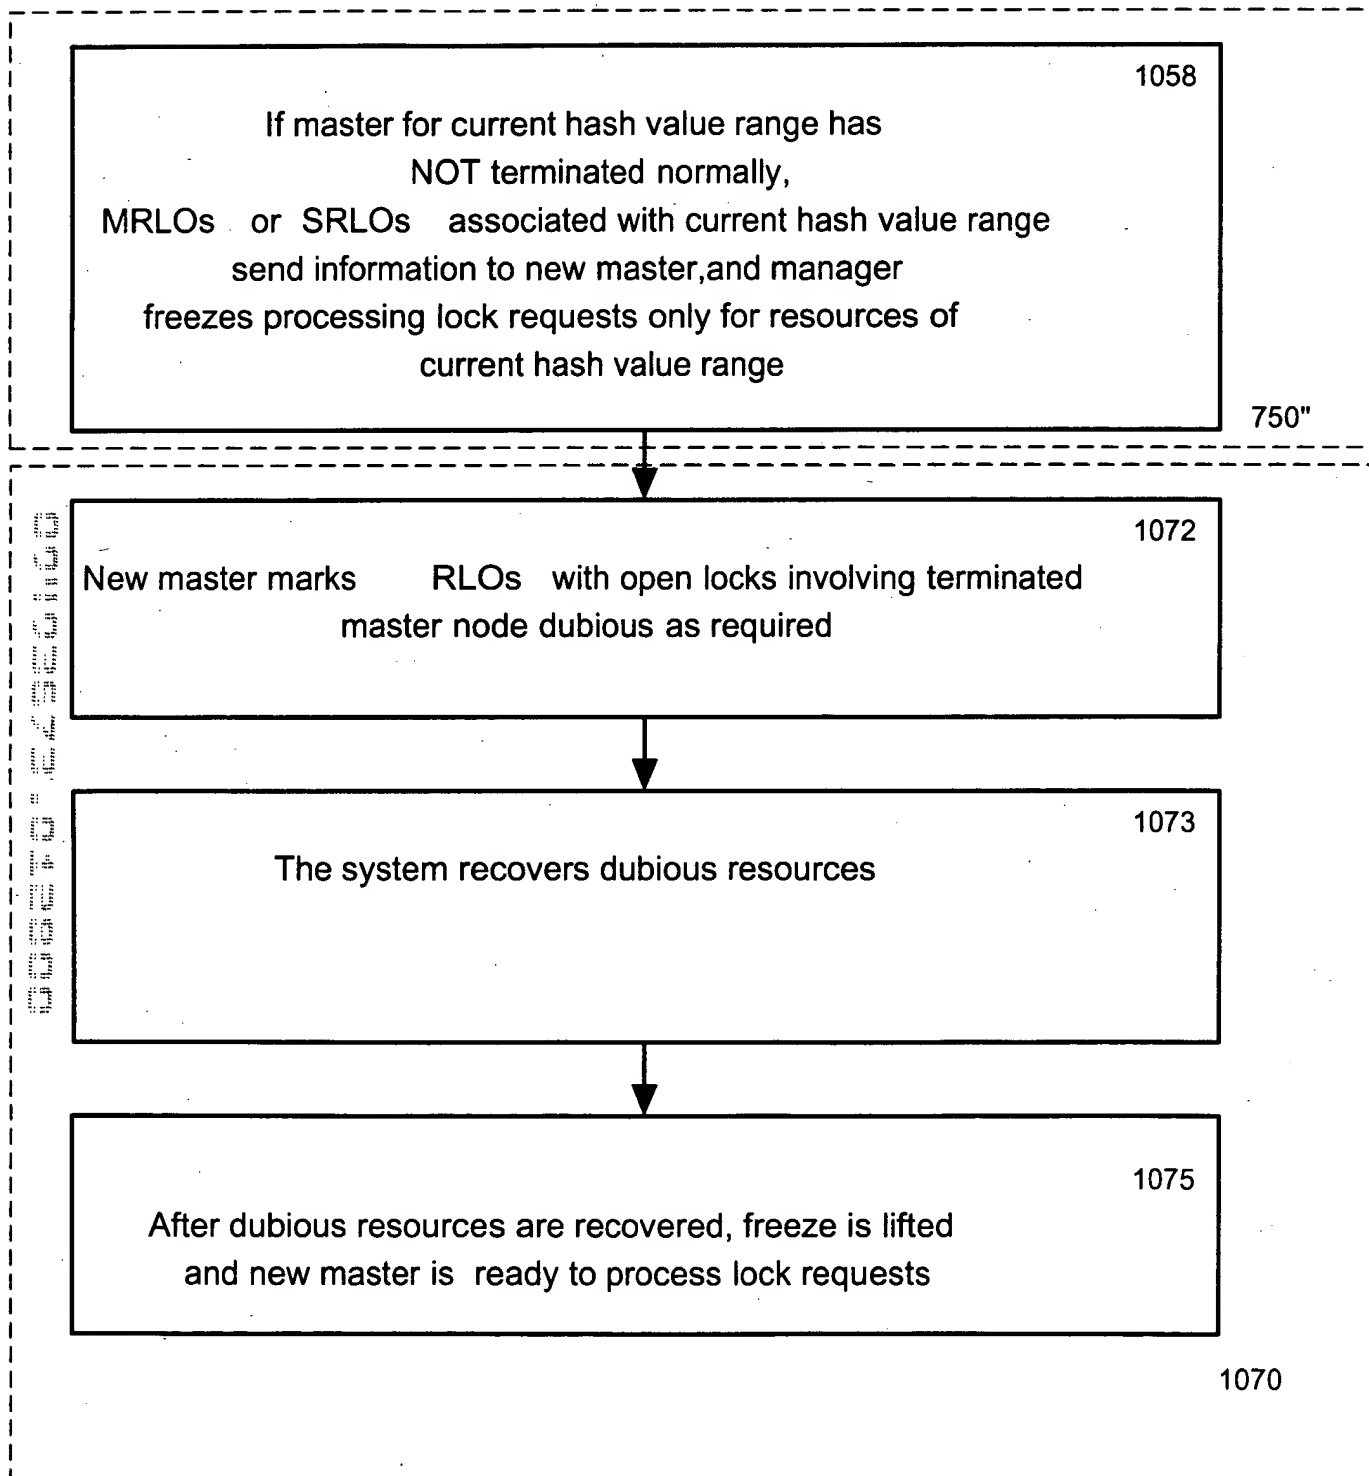 1058
If master for current hash value range has
NOT terminated normally,
MRLOs or SRLOs associated with current hash value range
send information to new master,and manager
freezes processing lock requests only for resources of
current hash value range
750"
1072
New master marks RLOs with open locks involving terminated
master node dubious as required
1073
The system recovers dubious resources
1075
After dubious resources are recovered, freeze is lifted
and new master is ready to process lock requests
1070